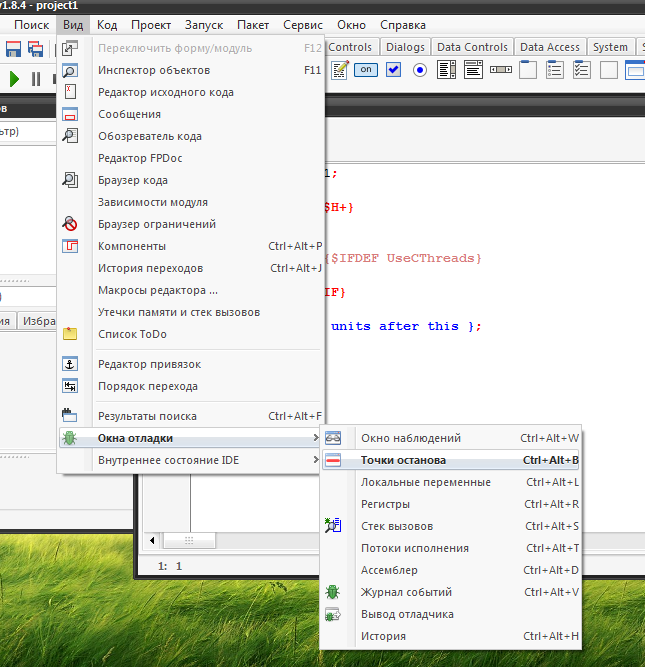 v1.8.4 - project1
Поиск Вид Код Проект Запуск Пакет Сервис Окно Справка
Controls Dialogs Data Controls Data Access System
on
Переключить форму/модуль F12
Инспектор объектов F11
Редактор исходного кода
Сообщения
Обозреватель кода
Редактор FPDoc
Браузер кода
Зависимости модуля
Браузер ограничений
Компоненты Ctrl+Alt+P
История переходов Ctrl+Alt+J
Макросы редактора ...
Утечки памяти и стек вызовов
Список ToDo
Редактор привязок
Порядок перехода
Результаты поиска Ctrl+Alt+F
Окна отладки
Внутреннее состояние IDE
ов
ьтр)
ия Избра
1;
$H+}
{$IFDEF UseCThreads}
IF}
units after this };
Окно наблюдений Ctrl+Alt+W
Точки останова Ctrl+Alt+B
Локальные переменные Ctrl+Alt+L
Регистры Ctrl+Alt+R
Стек вызовов Ctrl+Alt+S
Потоки исполнения Ctrl+Alt+T
Ассемблер Ctrl+Alt+D
Журнал событий Ctrl+Alt+V
Вывод отладчика
История Ctrl+Alt+H
1: 1